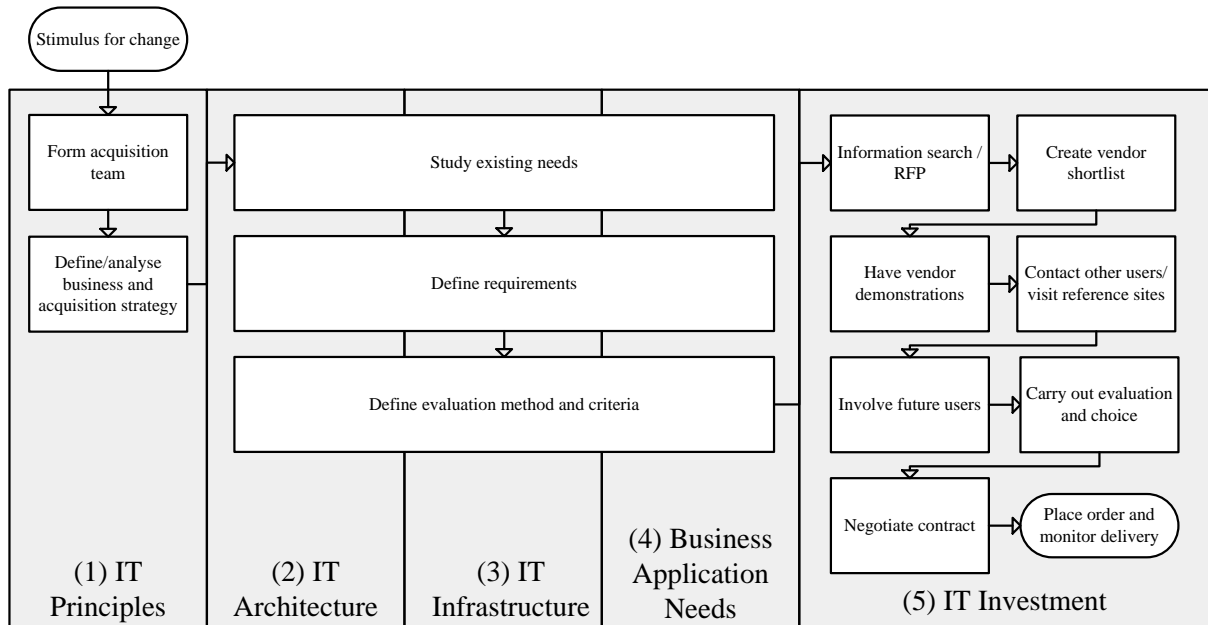 Stimulus for change
Form acquisition
team
Define/analyse
business and
acquisition strategy
Study existing needs
Define requirements
Define evaluation method and criteria
Information search /
RFP
Create vendor
shortlist
Have vendor
demonstrations
Contact other users/
visit reference sites
Involve future users
Carry out evaluation
and choice
Negotiate contract
Place order and
monitor delivery
(1) IT
Principles
(2) IT
Architecture
(3) IT
Infrastructure
(4) Business
Application
Needs
(5) IT Investment